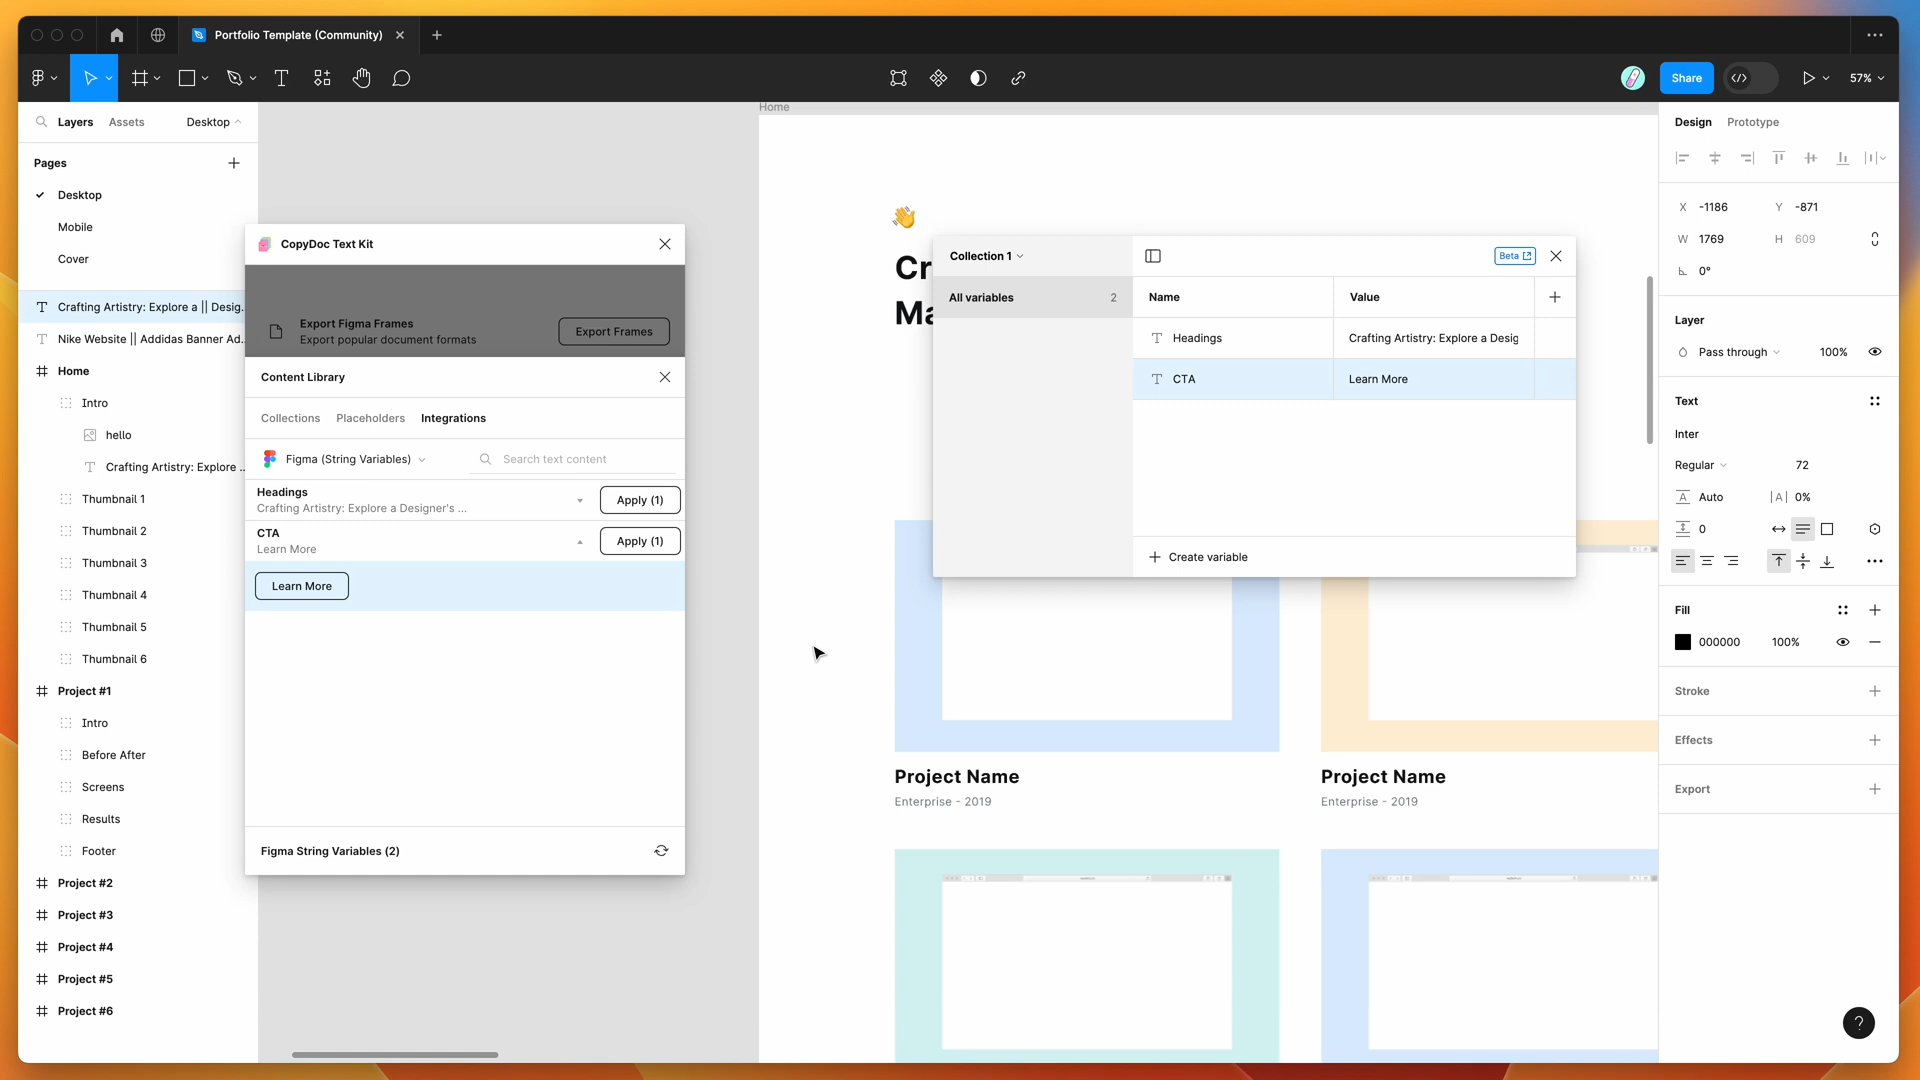 Portfolio Template (Community)
Share
57%
Layers
Assets
Desktop
Pages
Desktop
Mobile
Cover
Crafting Artistry: Explore a || Desig...
Nike Website || Addidas Banner Ad...
Home
Intro
hello
Crafting Artistry: Explore ...
Thumbnail 1
Thumbnail 2
Thumbnail 3
Thumbnail 4
Thumbnail 5
Thumbnail 6
Project #1
Intro
Before After
Screens
Results
Footer
Project #2
Project #3
Project #4
Project #5
Project #6
CopyDoc Text Kit
Export Figma Frames
Export popular document formats
Export Frames
Content Library
Collections
Placeholders
Integrations
Figma (String Variables)
Search text content
Headings
Crafting Artistry: Explore a Designer's ...
Apply (1)
CTA
Learn More
Apply (1)
Learn More
Figma String Variables (2)
Home
Cr
Ma
Collection 1
Beta
All variables
2
Name
Value
Headings
Crafting Artistry: Explore a Desig
CTA
Learn More
Create variable
Project Name
Enterprise - 2019
Project Name
Enterprise - 2019
Design
Prototype
X -1186
Y -871
W 1769
H 609
0°
Layer
Pass through
100%
Text
Inter
Regular
72
A Auto
|A| 0%
0
Fill
000000
100%
Stroke
Effects
Export
?